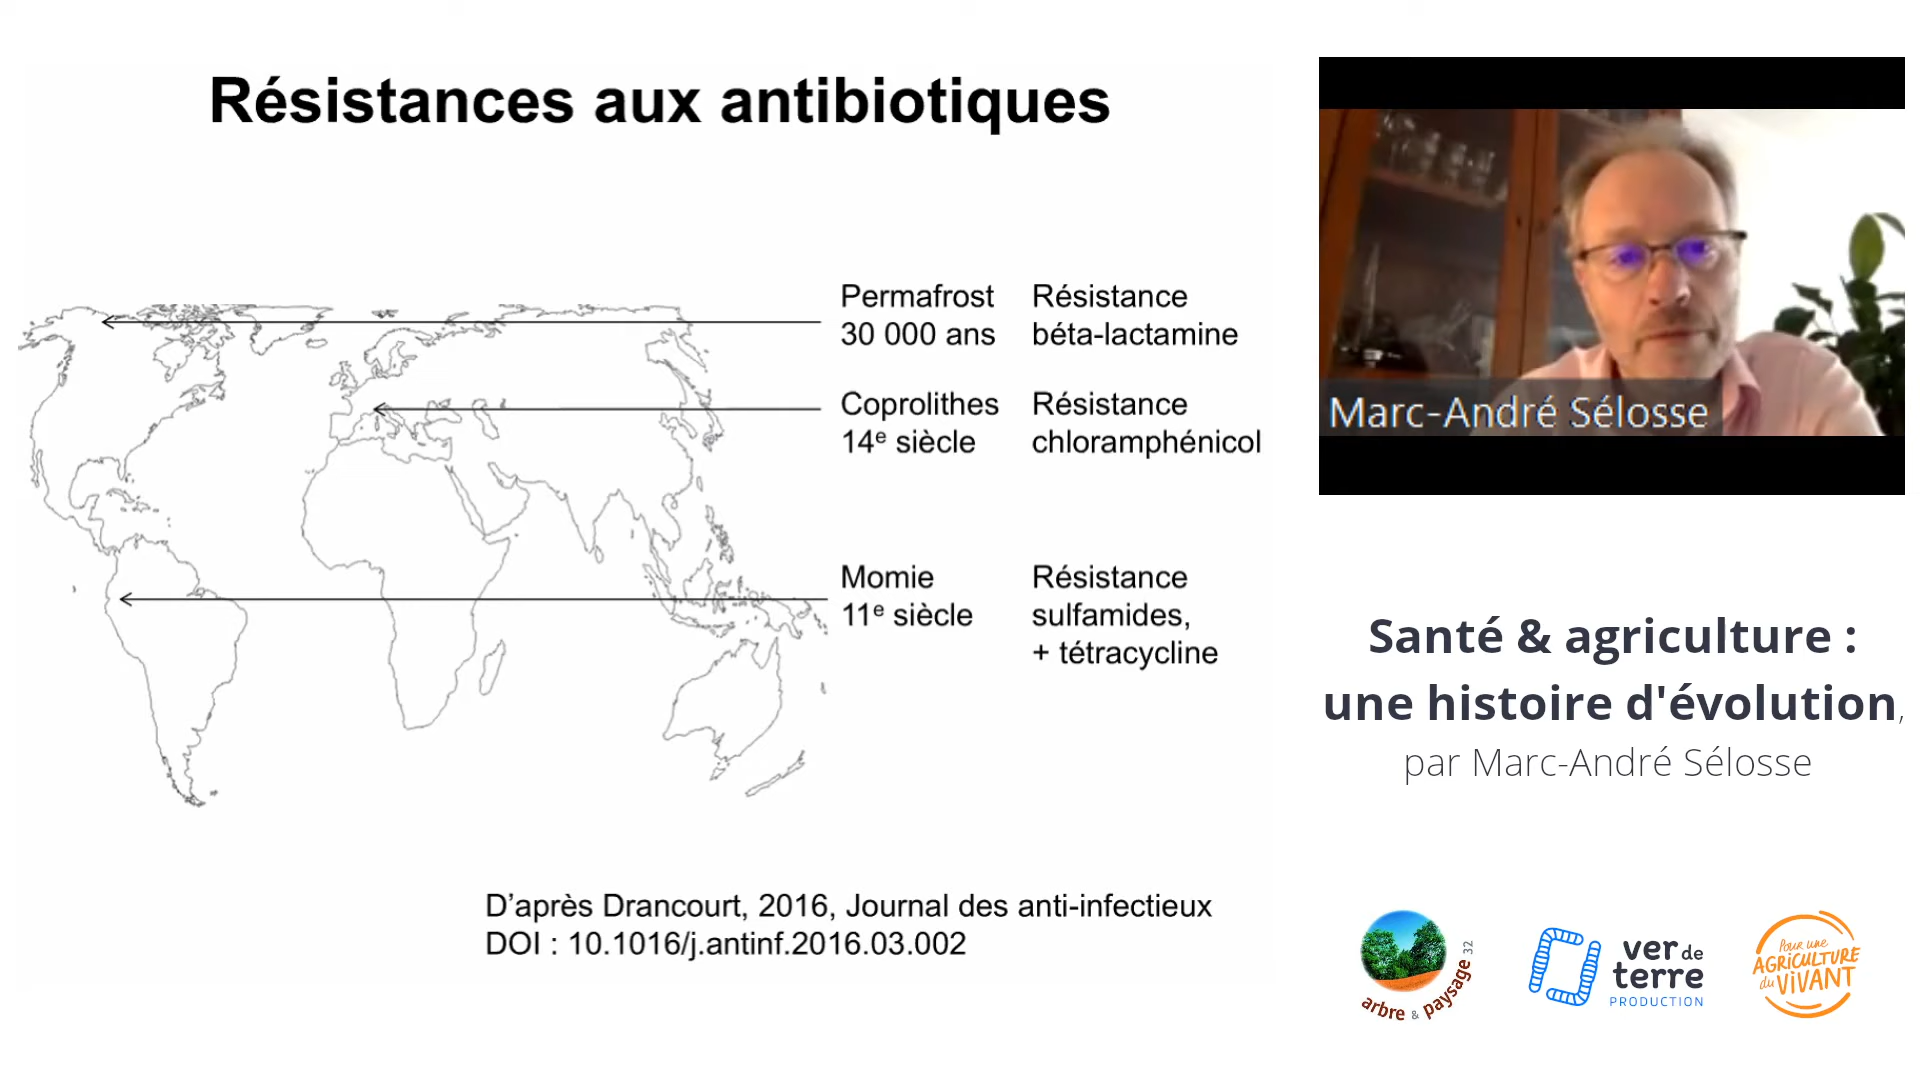 Résistances aux antibiotiques
Permafrost
30 000 ans
Résistance
béta-lactamine
Coprolithes
14e siècle
Résistance
chloramphénicol
Momie
11e siècle
Résistance
sulfamides,
+ tétracycline
D’après Drancourt, 2016, Journal des anti-infectieux
DOI : 10.1016/j.antinf.2016.03.002
Marc-André Sélosse
Santé & agriculture :
une histoire d'évolution,
par Marc-André Sélosse
arbre & paysage 32
ver de
terre
PRODUCTION
Pour une
AGRICULTURE
du VIVANT